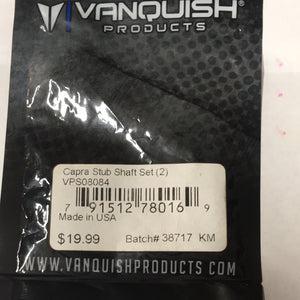 VANQUISH
PRODUCTS
Capra Stub Shaft Set (2)
VPS08084
7 91512 78016 9
Made in USA
$19.99 Batch# 38717 KM
WWW.VANQUISHPRODUCTS.COM